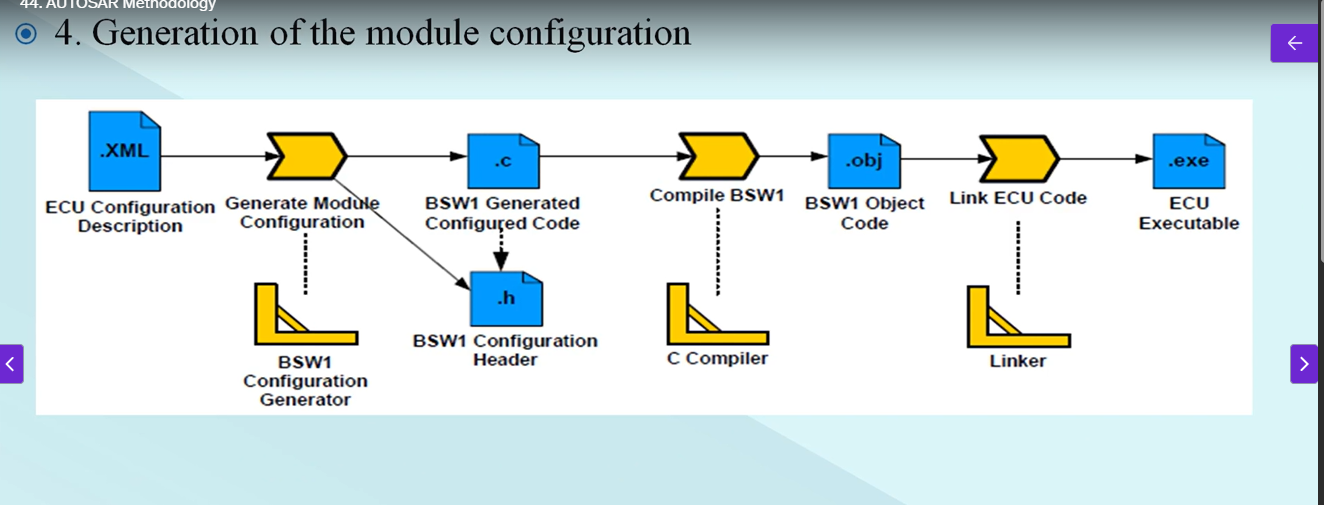 44. AUTOSAR Methodology
4. Generation of the module configuration
.XML
.c
.obj
.exe
ECU Configuration
Description
Generate Module
Configuration
BSW1 Generated
Configured Code
Compile BSW1
BSW1 Object
Code
Link ECU Code
ECU
Executable
.h
BSW1
Configuration
Generator
BSW1 Configuration
Header
C Compiler
Linker